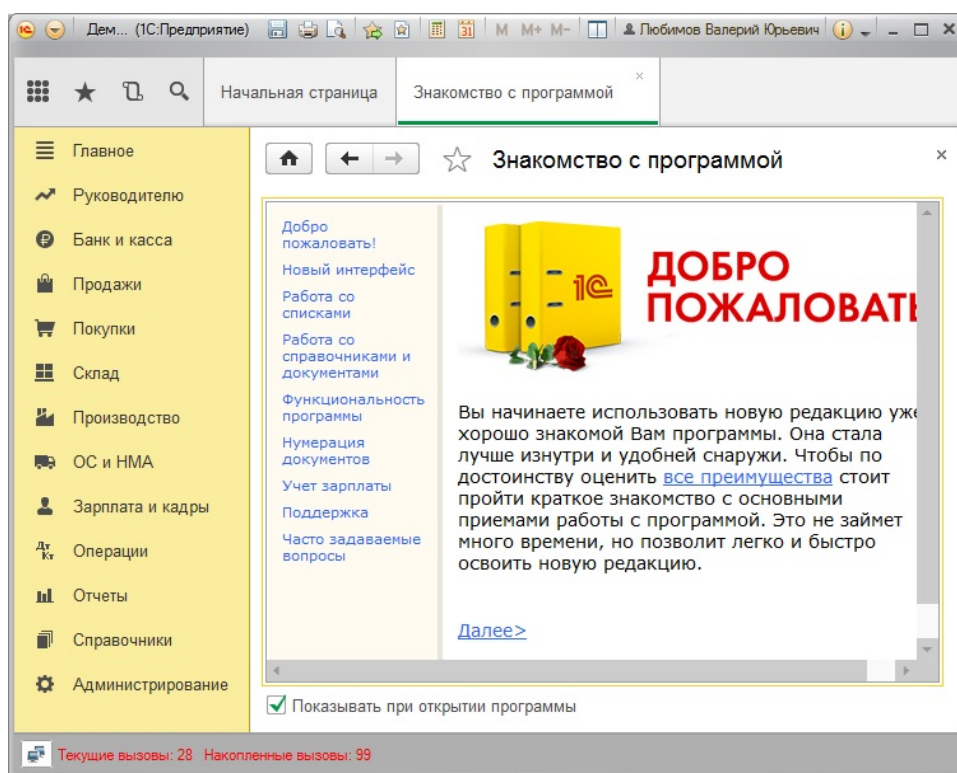 Дем... (1С:Предприятие)
31 M M+ M- Любимов Валерий Юрьевич
Начальная страница
Знакомство с программой
Главное
Руководителю
Банк и касса
Продажи
Покупки
Склад
Производство
ОС и НМА
Зарплата и кадры
Дт
Кт
Операции
Отчеты
Справочники
Администрирование
Знакомство с программой
Добро
пожаловать!
Новый интерфейс
Работа со
списками
Работа со
справочниками и
документами
Функциональность
программы
Нумерация
документов
Учет зарплаты
Поддержка
Часто задаваемые
вопросы
1С
ДОБРО
ПОЖАЛОВАТЬ
Вы начинаете использовать новую редакцию уже
хорошо знакомой Вам программы. Она стала
лучше изнутри и удобней снаружи. Чтобы по
достоинству оценить все преимущества стоит
пройти краткое знакомство с основными
приемами работы с программой. Это не займет
много времени, но позволит легко и быстро
освоить новую редакцию.
Далее>
Показывать при открытии программы
Текущие вызовы: 28 Накопленные вызовы: 99